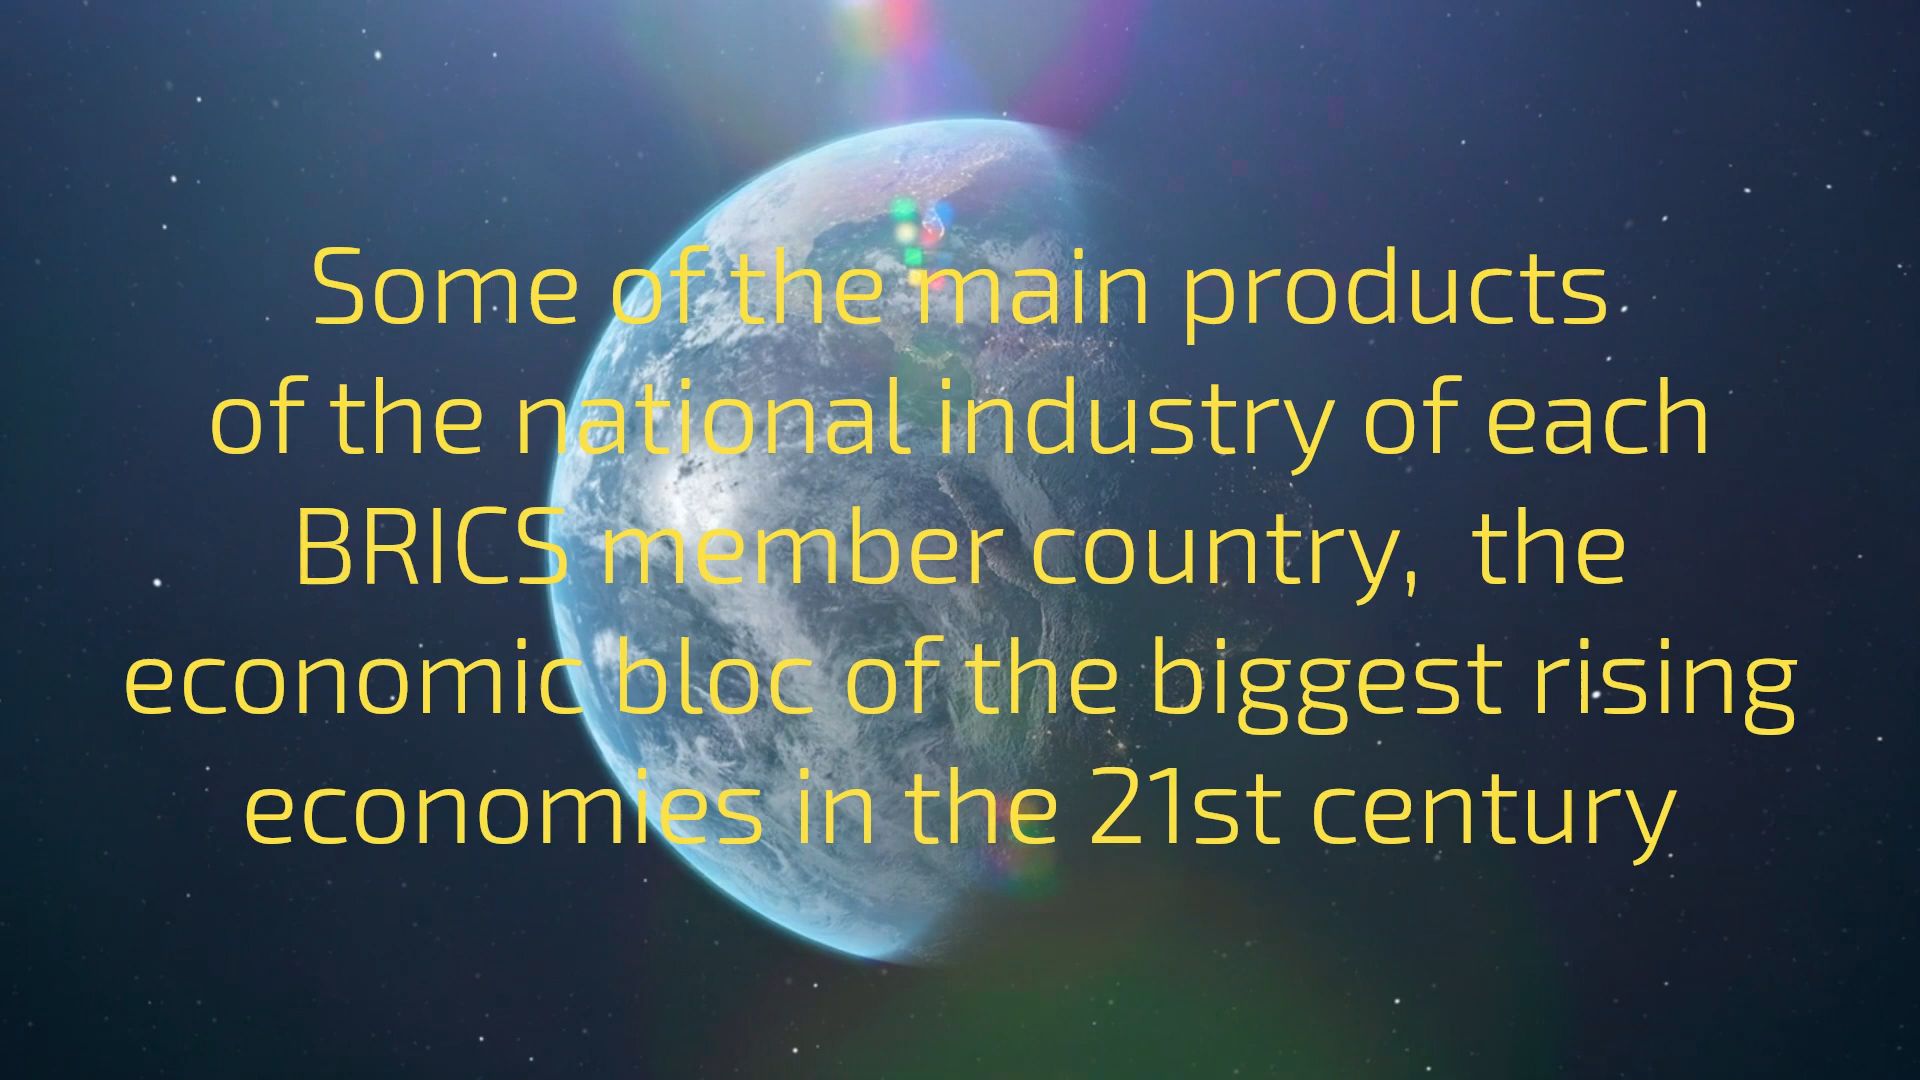 Some of the main products
of the national industry of each
BRICS member country,  the
economic bloc of the biggest rising
economies in the 21st century